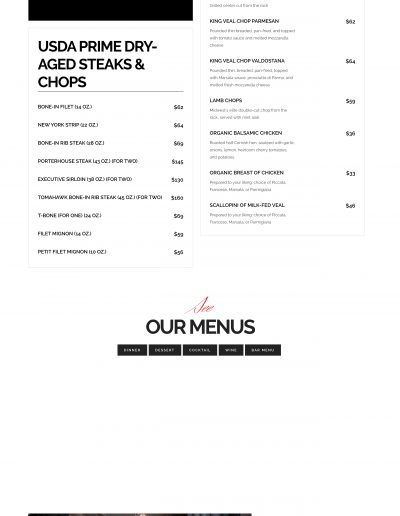 USDA PRIME DRY-
AGED STEAKS &
CHOPS
BONE-IN FILET (14 OZ.) $62
NEW YORK STRIP (22 OZ.) $64
BONE-IN RIB STEAK (28 OZ.) $69
PORTERHOUSE STEAK (43 OZ.) (FOR TWO) $145
EXECUTIVE SIRLOIN (38 OZ.) (FOR TWO) $130
TOMAHAWK BONE-IN RIB STEAK (45 OZ.) (FOR TWO) $160
T-BONE (FOR ONE) (24 OZ.) $69
FILET MIGNON (14 OZ.) $59
PETIT FILET MIGNON (10 OZ.) $56
Grilled center cut from the rack
KING VEAL CHOP PARMESAN $62
Pounded thin, breaded, pan-fried, and topped
with tomato sauce and melted mozzarella
cheese
KING VEAL CHOP VALDOSTANA $64
Pounded thin, breaded, pan-fried, topped
with Marsala sauce, prosciutto di Parma, and
melted fresh mozzarella cheese
LAMB CHOPS $59
Midwest's best double-cut chop from the
rack, served with mint jelly
ORGANIC BALSAMIC CHICKEN $36
Roasted half Cornish hen, sautéed with garlic,
onions, lemon, heirloom cherry tomatoes,
and potatoes
ORGANIC BREAST OF CHICKEN $33
Prepared to your liking: choice of Piccata,
Francese, Marsala, or Parmigiana
SCALLOPINI OF MILK-FED VEAL $46
Prepared to your liking: choice of Piccata,
Francese, Marsala, or Parmigiana
See
OUR MENUS
DINNER DESSERT COCKTAIL WINE BAR MENU